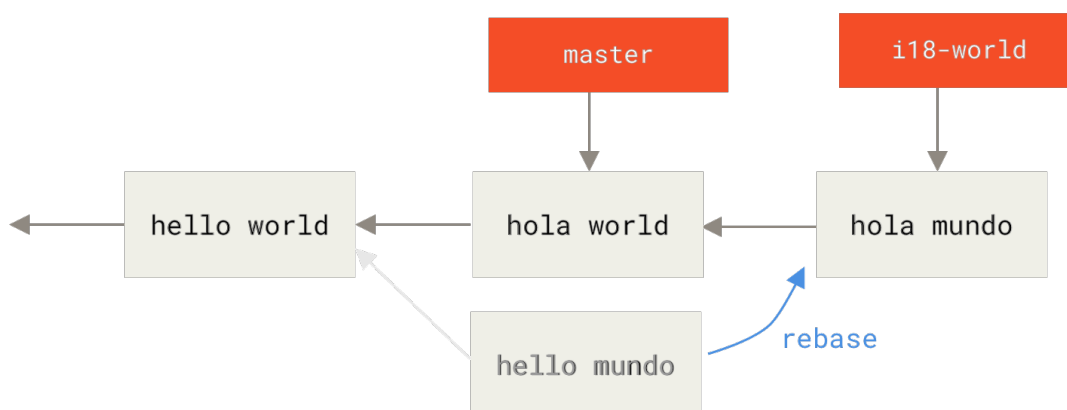 master
i18-world
hello world
hola world
hola mundo
rebase
hello mundo